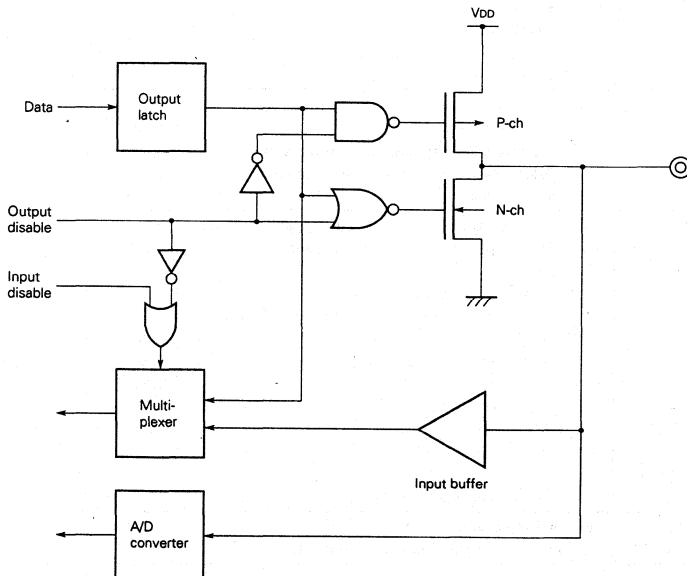 VDD
Data
Output
latch
P-ch
Output
disable
N-ch
Input
disable
Multi-
plexer
Input buffer
A/D
converter